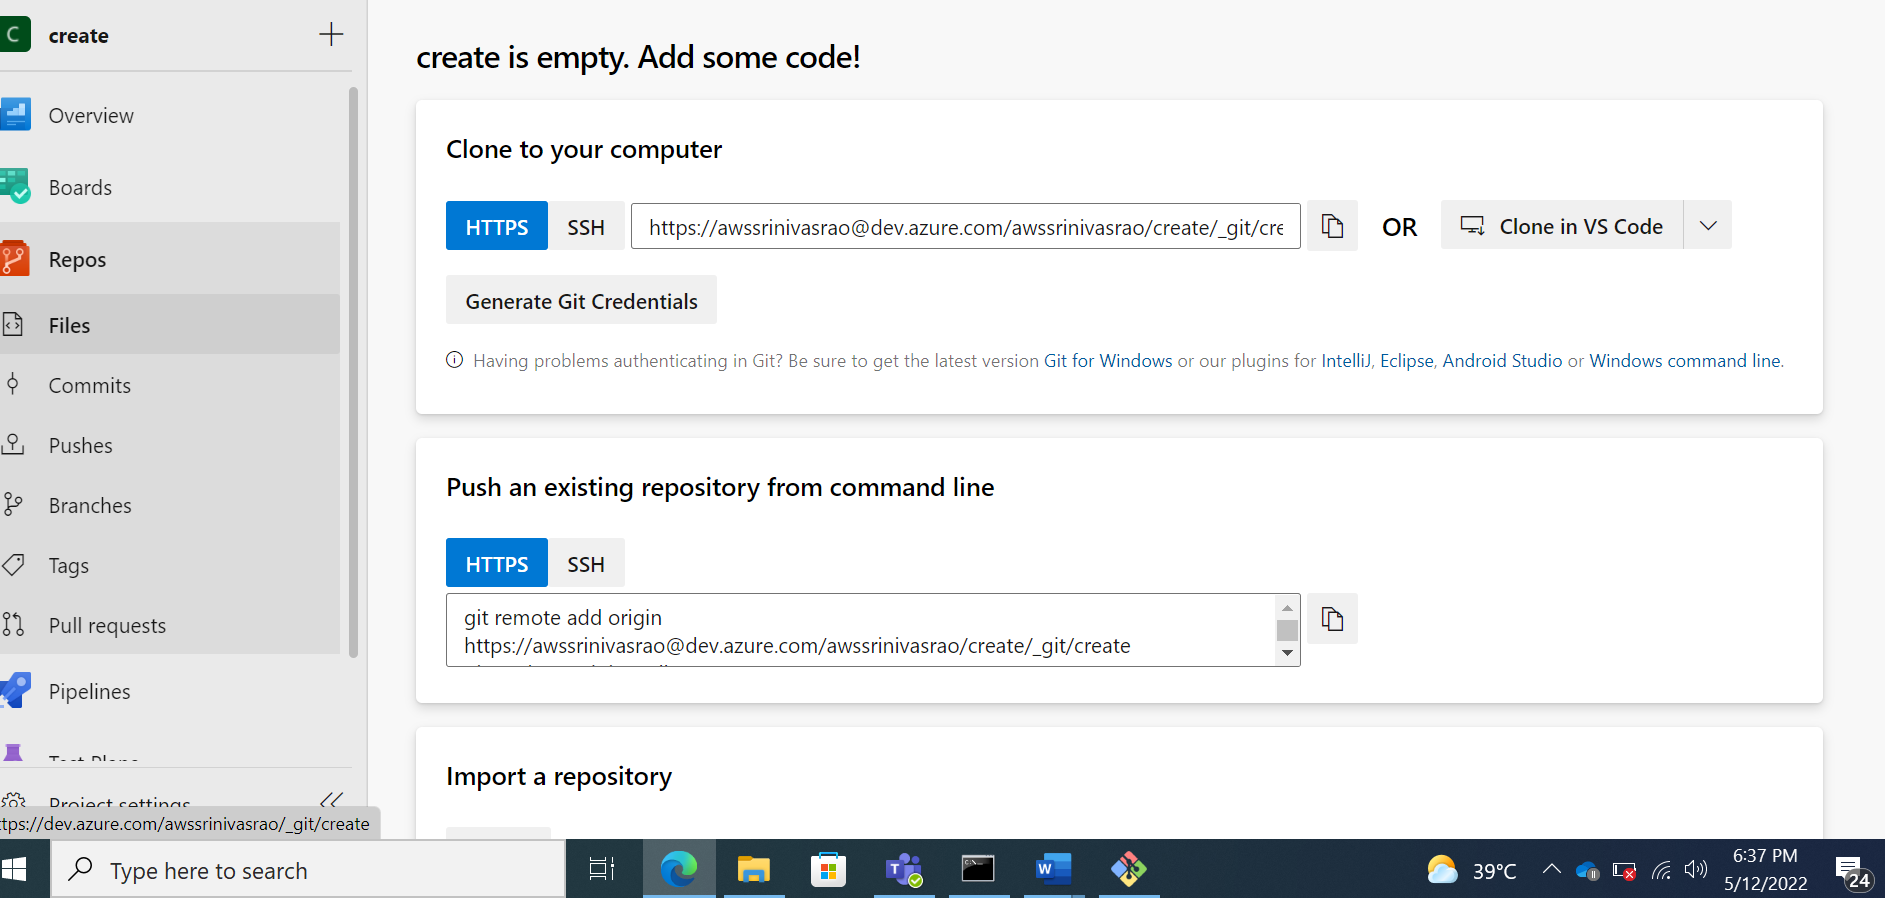 C create
Overview
Boards
Repos
Files
Commits
Pushes
Branches
Tags
Pull requests
Pipelines
Test Plans
Project settings
tps://dev.azure.com/awssrinivasrao/_git/create
create is empty. Add some code!
Clone to your computer
HTTPS SSH https://awssrinivasrao@dev.azure.com/awssrinivasrao/create/_git/cre OR Clone in VS Code
Generate Git Credentials
Having problems authenticating in Git? Be sure to get the latest version Git for Windows or our plugins for IntelliJ, Eclipse, Android Studio or Windows command line.
Push an existing repository from command line
HTTPS SSH
git remote add origin
https://awssrinivasrao@dev.azure.com/awssrinivasrao/create/_git/create
Import a repository
Type here to search
39°C
6:37 PM
5/12/2022
24